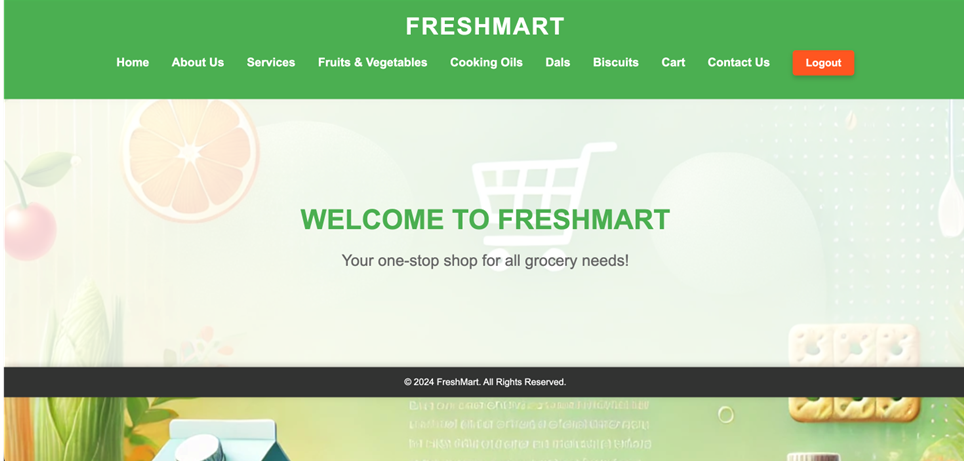 FRESHMART
Home About Us Services Fruits & Vegetables Cooking Oils Dals Biscuits Cart Contact Us Logout
WELCOME TO FRESHMART
Your one-stop shop for all grocery needs!
© 2024 FreshMart. All Rights Reserved.